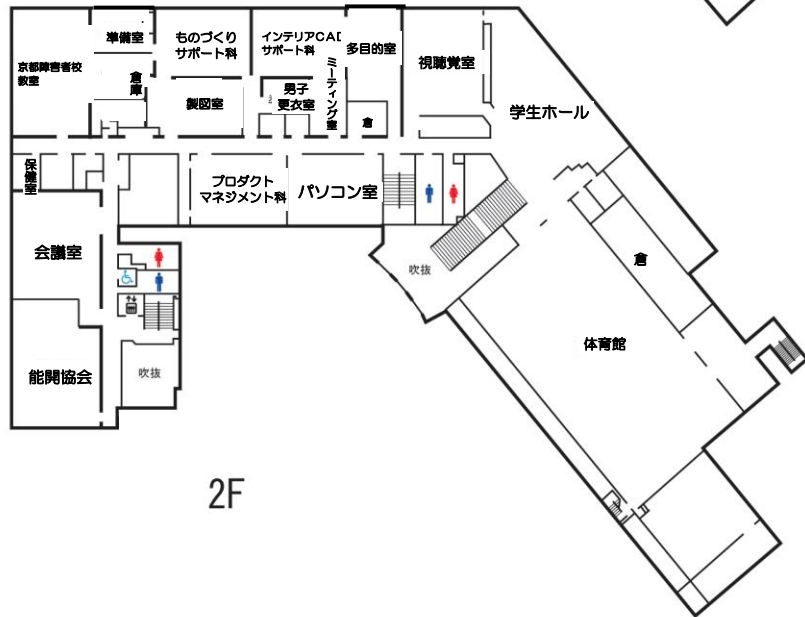 京都障害者校
教室
準備室
倉庫
ものづくり
サポート科
製図室
インテリアCAD
サポート科
男子
更衣室
ミーティング室
多目的室
倉
視聴覚室
学生ホール
保健室
プロダクト
マネジメント科
パソコン室
会議室
吹抜
倉
体育館
能開協会
吹抜
2F